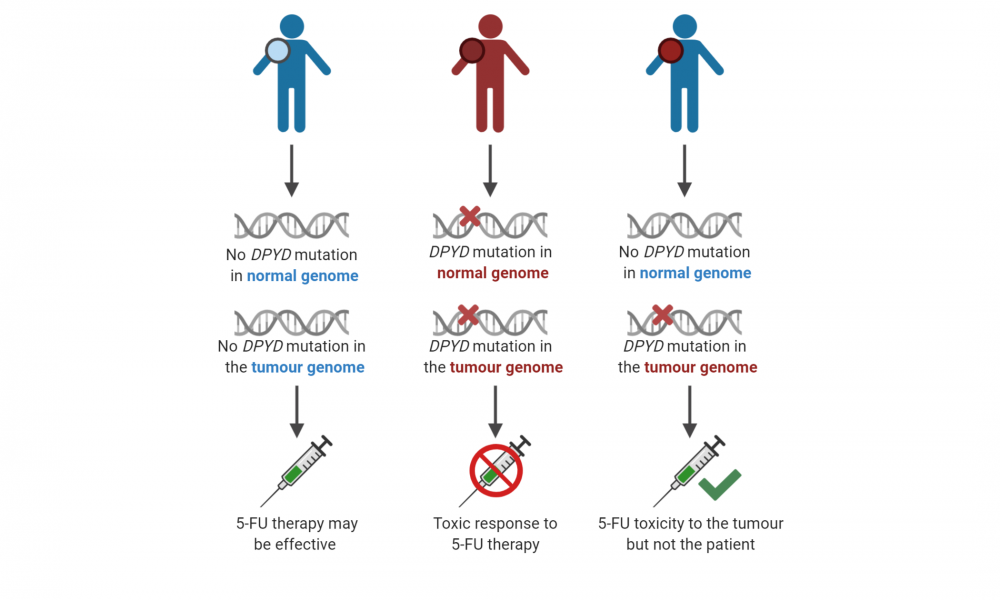 No DPYD mutation
in normal genome
DPYD mutation in
normal genome
No DPYD mutation
in normal genome
No DPYD mutation in
the tumour genome
DPYD mutation in
the tumour genome
DPYD mutation in
the tumour genome
5-FU therapy may
be effective
Toxic response to
5-FU therapy
5-FU toxicity to the tumour
but not the patient